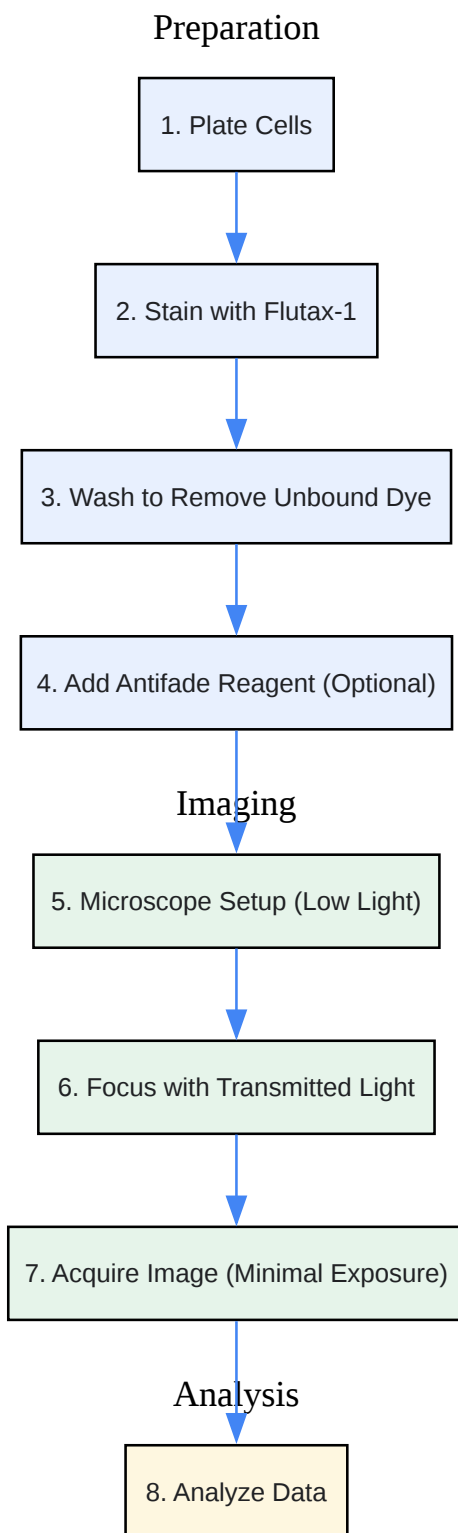 Preparation
1. Plate Cells
2. Stain with Flutax-1
3. Wash to Remove Unbound Dye
4. Add Antifade Reagent (Optional)
Imaging
5. Microscope Setup (Low Light)
6. Focus with Transmitted Light
7. Acquire Image (Minimal Exposure)
Analysis
8. Analyze Data